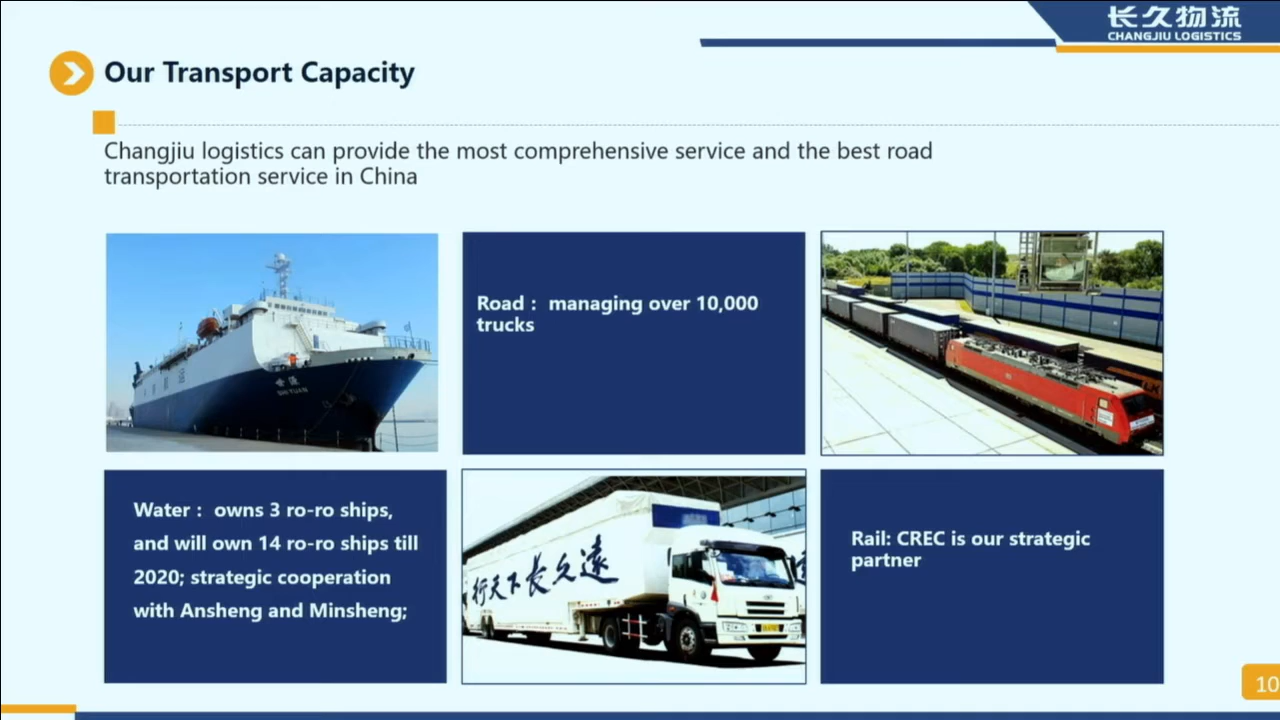 长久物流
CHANGJIU LOGISTICS
Our Transport Capacity
Changjiu logistics can provide the most comprehensive service and the best road
transportation service in China
Road： managing over 10,000
trucks
Water： owns 3 ro-ro ships,
and will own 14 ro-ro ships till
2020; strategic cooperation
with Ansheng and Minsheng;
行天下長久遠
Rail: CREC is our strategic
partner
10